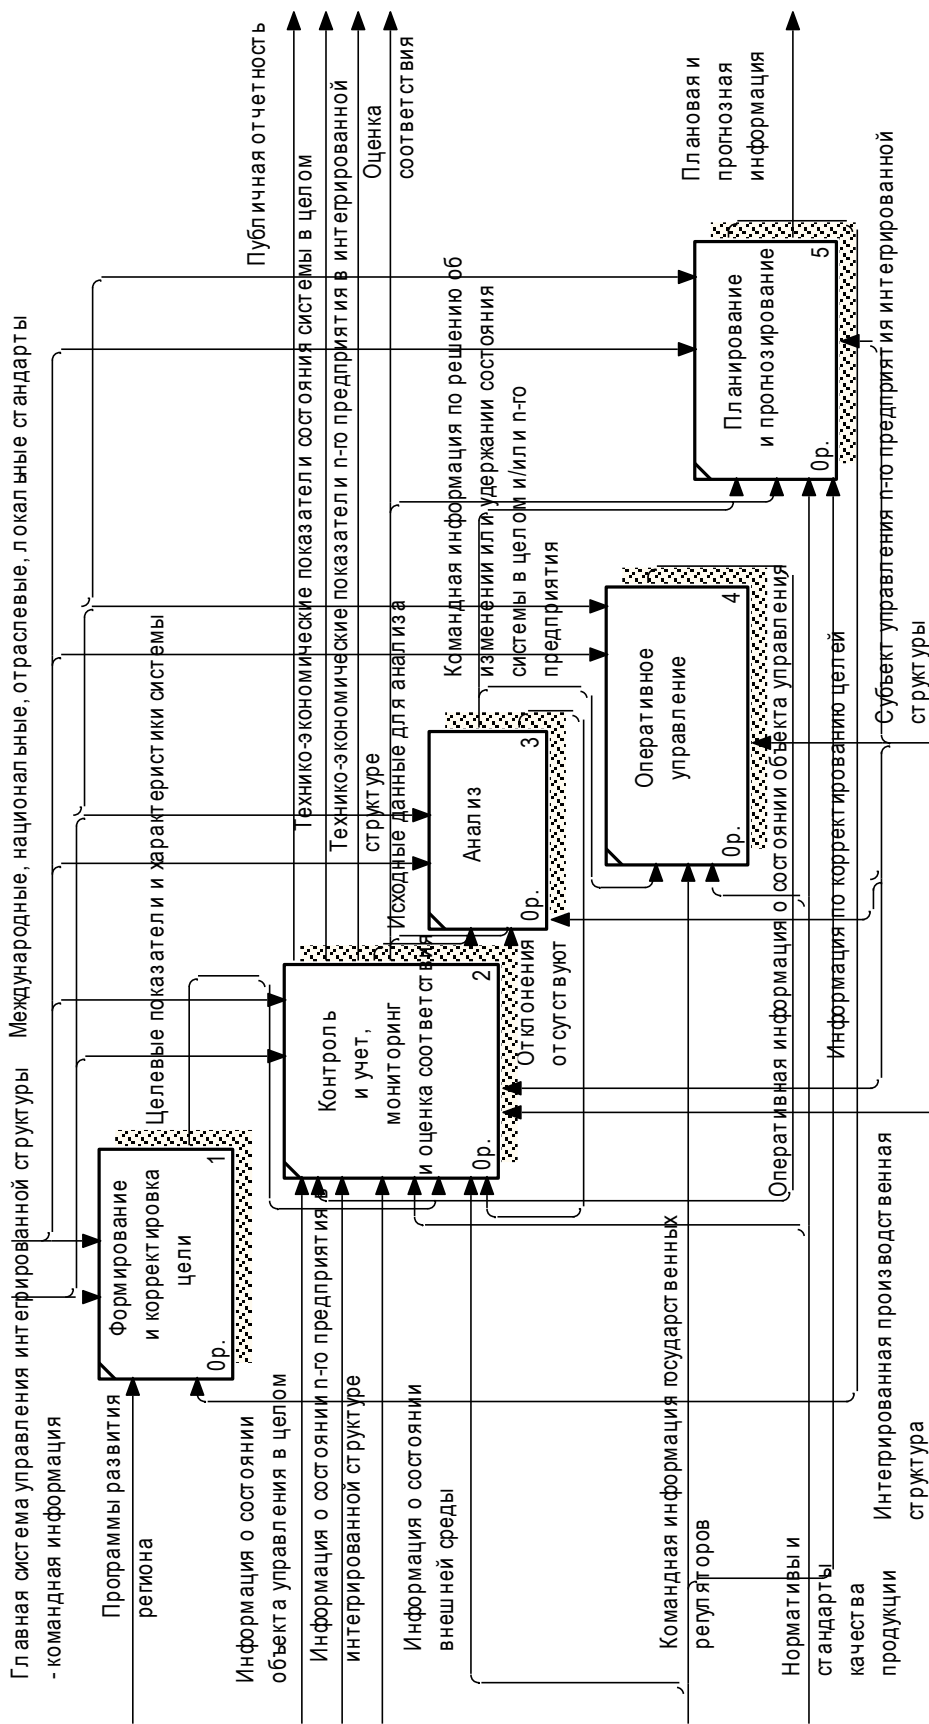 Главная система управления интегрированной структуры
- командная информация
Международные, национальные, отраслевые, локальные стандарты
Программы развития
региона
Формирование
и корректировка
цели
0р.
1
Целевые показатели и характеристики системы
Публичная отчетность
Технико-экономические показатели состояния системы в целом
Технико-экономические показатели n-го предприятия в интегрированной
структуре
Оценка
соответствия
Информация о состоянии
объекта управления в целом
Информация о состоянии n-го предприятия в
интегрированной структуре
Информация о состоянии
внешней среды
Контроль
и учет,
мониторинг
и оценка соответствия
0р.
2
Исходные данные для анализа
Отклонения
отсутствуют
Анализ
0р.
3
Командная информация по решению об
изменении или удержании состояния
системы в целом и/или n-го
предприятия
Оперативное
управление
0р.
4
Планирование
и прогнозирование
0р.
5
Плановая и
прогнозная
информация
Командная информация государственных
регуляторов
Оперативная информация о состоянии объекта управления
Информация по корректированию целей
Нормативы и
стандарты
качества
продукции
Интегрированная производственная
структура
Субъект управления n-го предприятия интегрированной
структуры